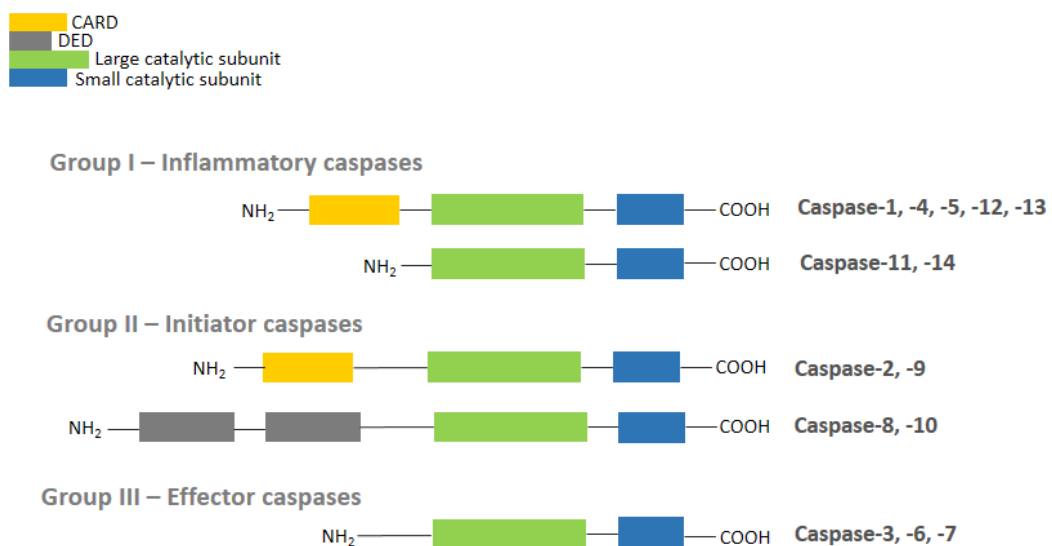 CARD
DED
Large catalytic subunit
Small catalytic subunit
Group I – Inflammatory caspases
NH₂ COOH Caspase-1, -4, -5, -12, -13
NH₂ COOH Caspase-11, -14
Group II – Initiator caspases
NH₂ COOH Caspase-2, -9
NH₂ COOH Caspase-8, -10
Group III – Effector caspases
NH₂ COOH Caspase-3, -6, -7